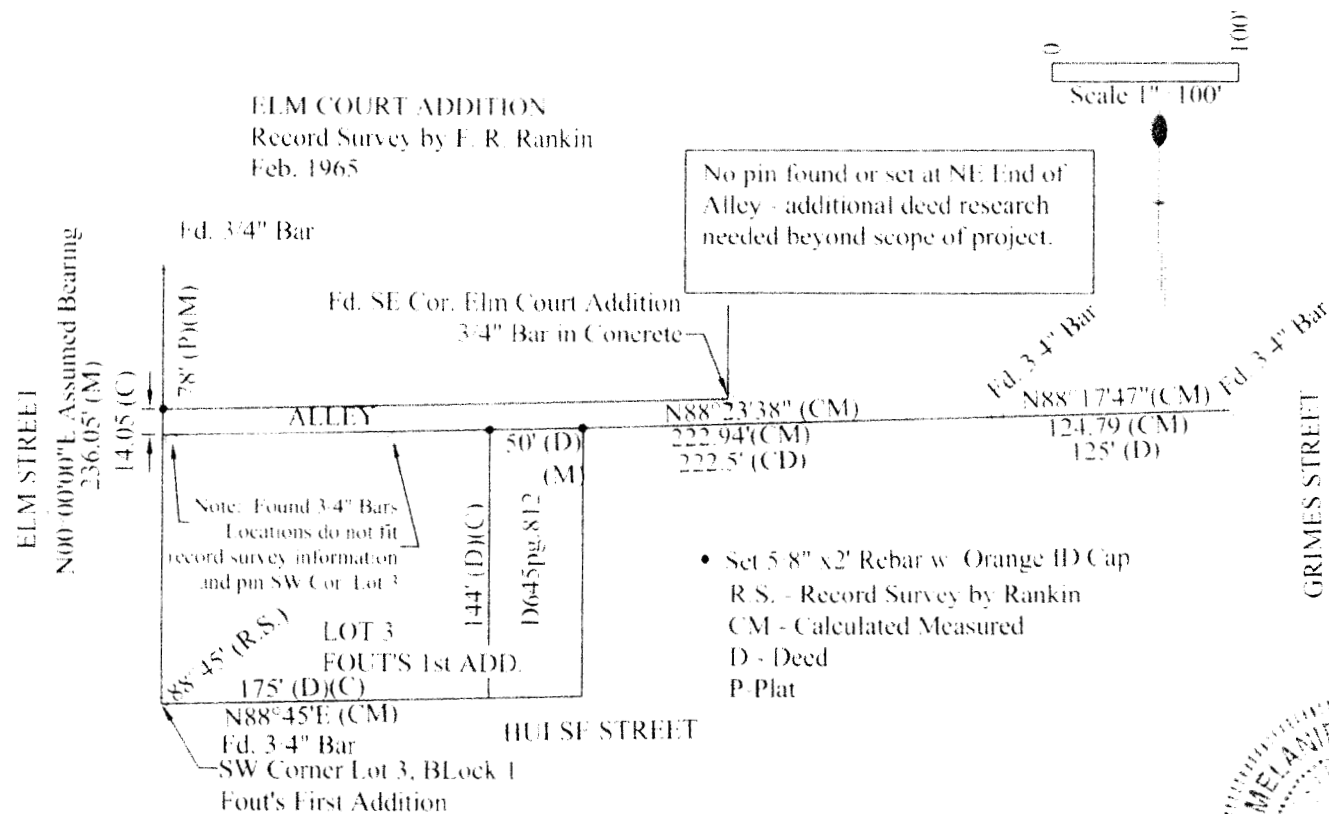 0
100'
Scale 1" 100'
ELM COURT ADDITION
Record Survey by F. R. Rankin
Feb. 1965
No pin found or set at NE End of
Alley - additional deed research
needed beyond scope of project.
Fd. 3/4" Bar
Fd. SE Cor. Elm Court Addition
3/4" Bar in Concrete
Fd. 3 4" Bar
Fd. 3 4" Bar
ELM STREET
N00°00'00"E Assumed Bearing
236.05' (M)
14.05 (C)
78' (P)(M)
ALLEY
N88°23'38" (CM)
222.94'(CM)
222.5' (CD)
N88°17'47"(CM)
124.79 (CM)
125' (D)
50' (D)
(M)
GRIMES STREET
Note: Found 3-4" Bars
Locations do not fit
record survey information
and pin SW Cor. Lot 3
144' (D)(C)
D645pg.812
• Set 5 8" x2' Rebar w Orange ID Cap
R.S. - Record Survey by Rankin
CM - Calculated Measured
D - Deed
P-Plat
88°45' (R.S.)
LOT 3
FOUT'S 1st ADD.
175' (D)(C)
N88°45'E (CM)
Fd. 3-4" Bar
HULSE STREET
SW Corner Lot 3, BLock 1
Fout's First Addition
MELANIE